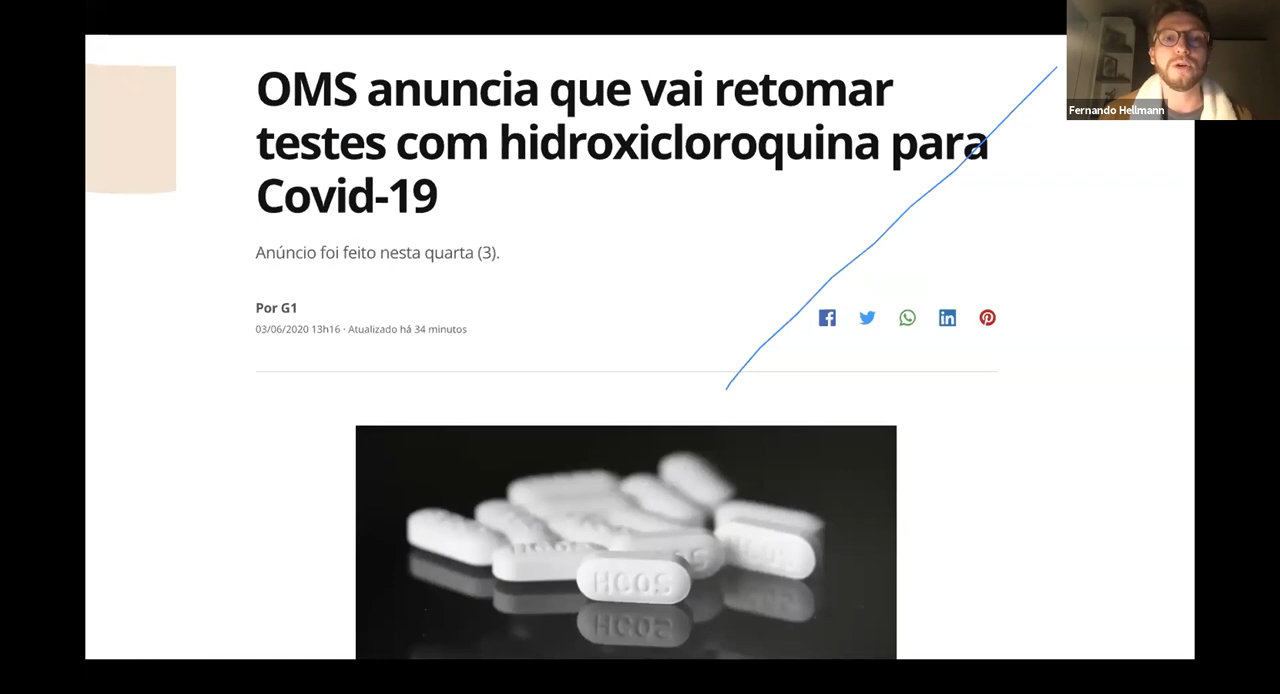 OMS anuncia que vai retomar
testes com hidroxicloroquina para
Covid-19
Anúncio foi feito nesta quarta (3).
Por G1
03/06/2020 13h16 · Atualizado há 34 minutos
Fernando Hellmann
HCQS